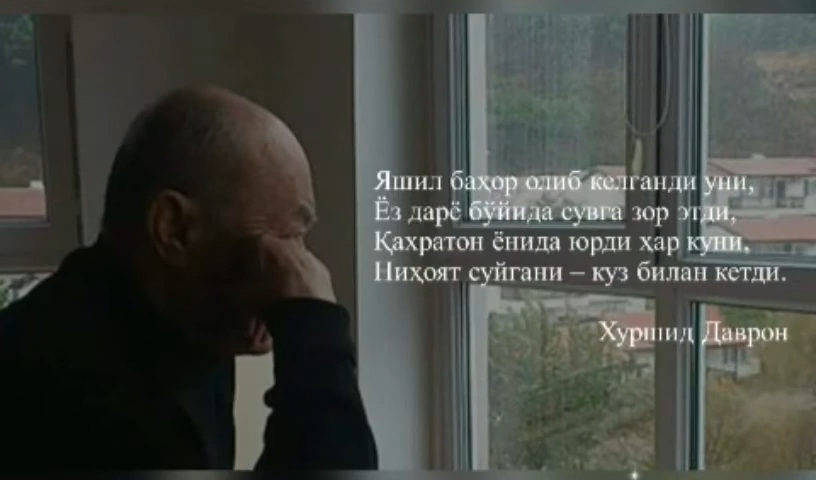 Яшил баҳор олиб келганди уни,
Ёз дарё бўйида сувга зор этди,
Қахратон ёнида юрди ҳар куни,
Ниҳоят суйгани – куз билан кетди.
Хуршид Даврон